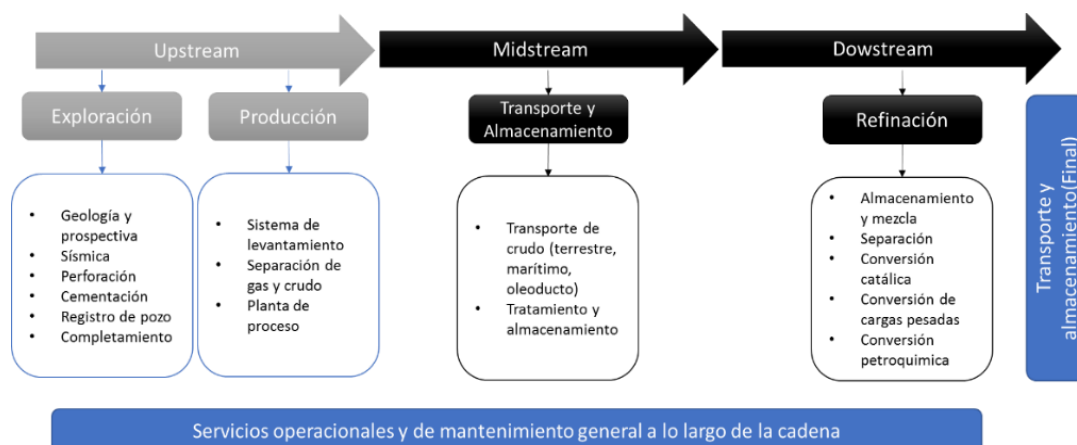 Upstream
Midstream
Dowstream
Exploración
Producción
Transporte y
Almacenamiento
Refinación
• Geología y
prospectiva
• Sísmica
• Perforación
• Cementación
• Registro de pozo
• Completamiento
• Sistema de
levantamiento
• Separación de
gas y crudo
• Planta de
proceso
• Transporte de
crudo (terrestre,
marítimo,
oleoducto)
• Tratamiento y
almacenamiento
• Almacenamiento
y mezcla
• Separación
• Conversión
catálica
• Conversión de
cargas pesadas
• Conversión
petroquimica
Transporte y
almacenamiento(Final)
Servicios operacionales y de mantenimiento general a lo largo de la cadena